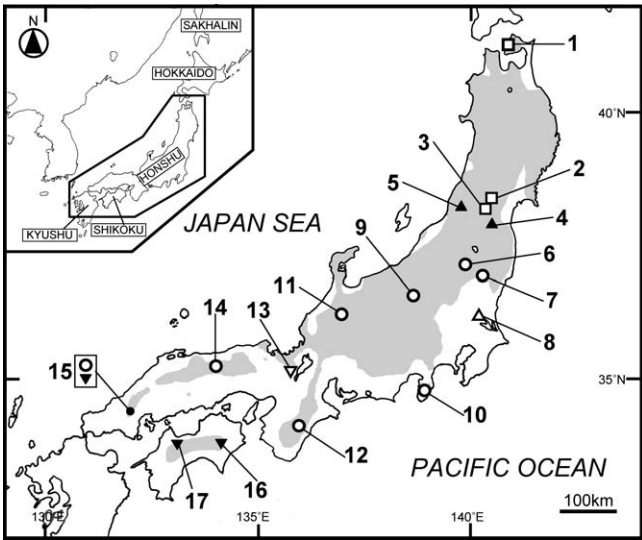 N
SAKHALIN
HOKKAIDO
HONSHU
KYUSHU
SHIKOKU
JAPAN SEA
PACIFIC OCEAN
1
2
3
4
5
6
7
8
9
10
11
12
13
14
15
16
17
40°N
35°N
130°E
135°E
140°E
100km